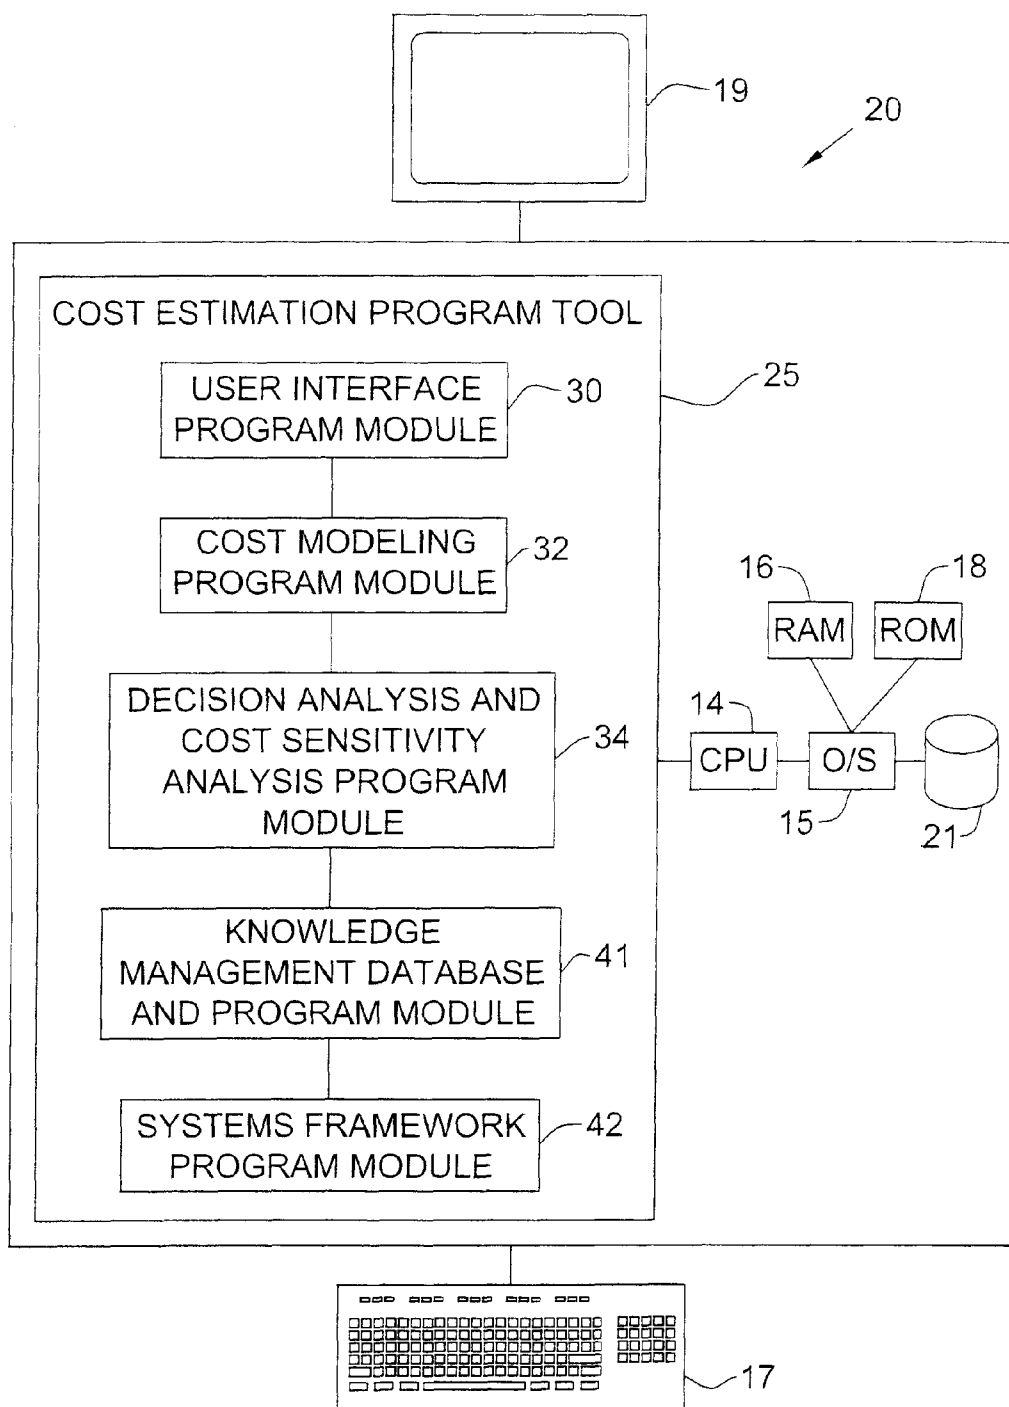 19
20
COST ESTIMATION PROGRAM TOOL
25
USER INTERFACE
PROGRAM MODULE
30
COST MODELING
PROGRAM MODULE
32
16
18
RAM
ROM
DECISION ANALYSIS AND
COST SENSITIVITY
ANALYSIS PROGRAM
MODULE
34
14
CPU
O/S
15
21
KNOWLEDGE
MANAGEMENT DATABASE
AND PROGRAM MODULE
41
SYSTEMS FRAMEWORK
PROGRAM MODULE
42
17